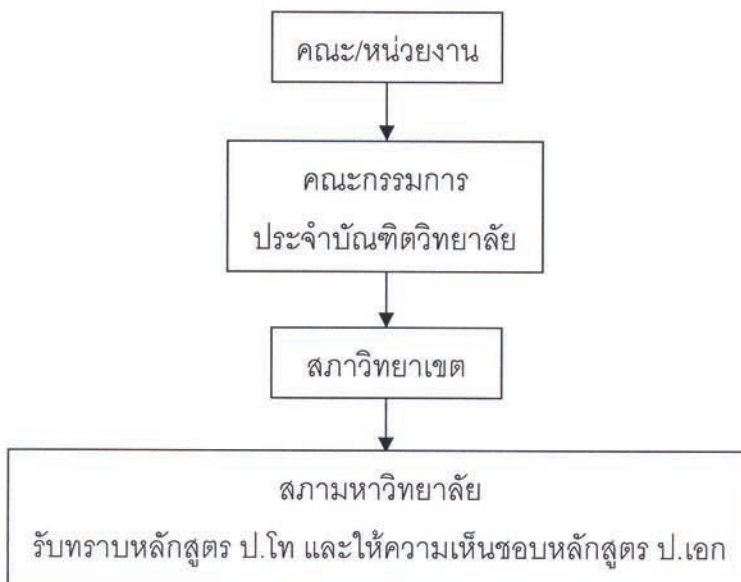 คณะ/หน่วยงาน
คณะกรรมการ
ประจำบัณฑิตวิทยาลัย
สภาวิทยาเขต
สภามหาวิทยาลัย
รับทราบหลักสูตร ป.โท และให้ความเห็นชอบหลักสูตร ป.เอก